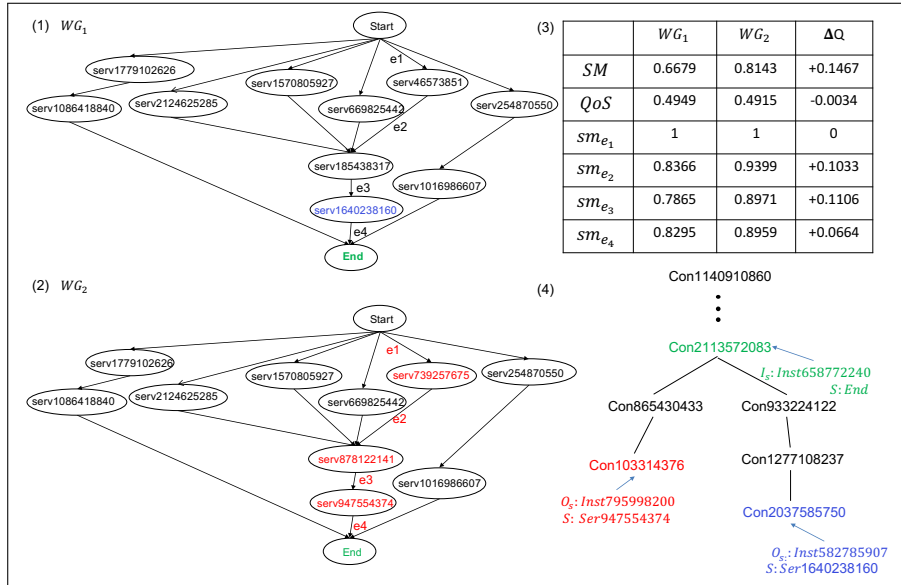 (1) WG₁
Start
e1
serv1779102626
serv1570805927
serv46573851
serv1086418840
serv2124625285
serv669825442
serv254870550
e2
serv185438317
serv1016986607
e3
serv1640238160
e4
End
(2) WG₂
Start
e1
serv1779102626
serv1570805927
serv739257675
serv254870550
serv1086418840
serv2124625285
serv669825442
e2
serv878122141
serv1016986607
e3
serv947554374
e4
End
(3)
WG₁ WG₂ ΔQ
SM 0.6679 0.8143 +0.1467
QoS 0.4949 0.4915 -0.0034
smₑ₁ 1 1 0
smₑ₂ 0.8366 0.9399 +0.1033
smₑ₃ 0.7865 0.8971 +0.1106
smₑ₄ 0.8295 0.8959 +0.0664
(4)
Con1140910860
Con2113572083
Iₛ: Inst658772240
S: End
Con865430433
Con933224122
Con103314376
Con1277108237
Oₛ: Inst795998200
S: Ser947554374
Con2037585750
Oₛ: Inst582785907
S: Ser1640238160